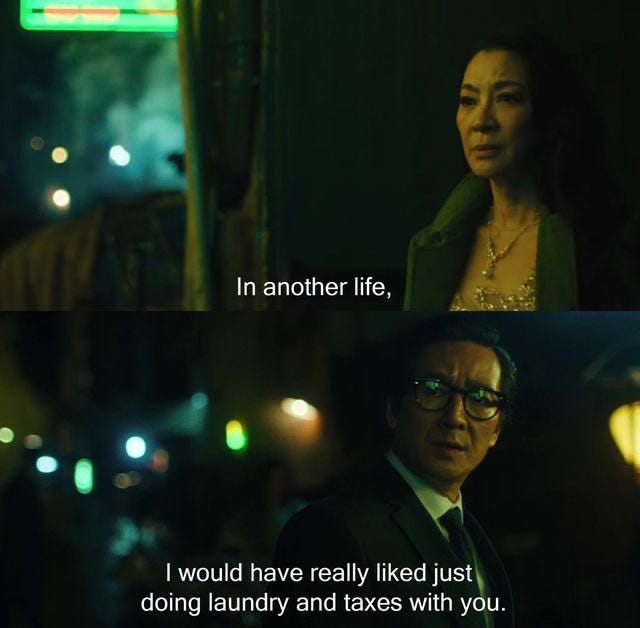 In another life,
I would have really liked just
doing laundry and taxes with you.